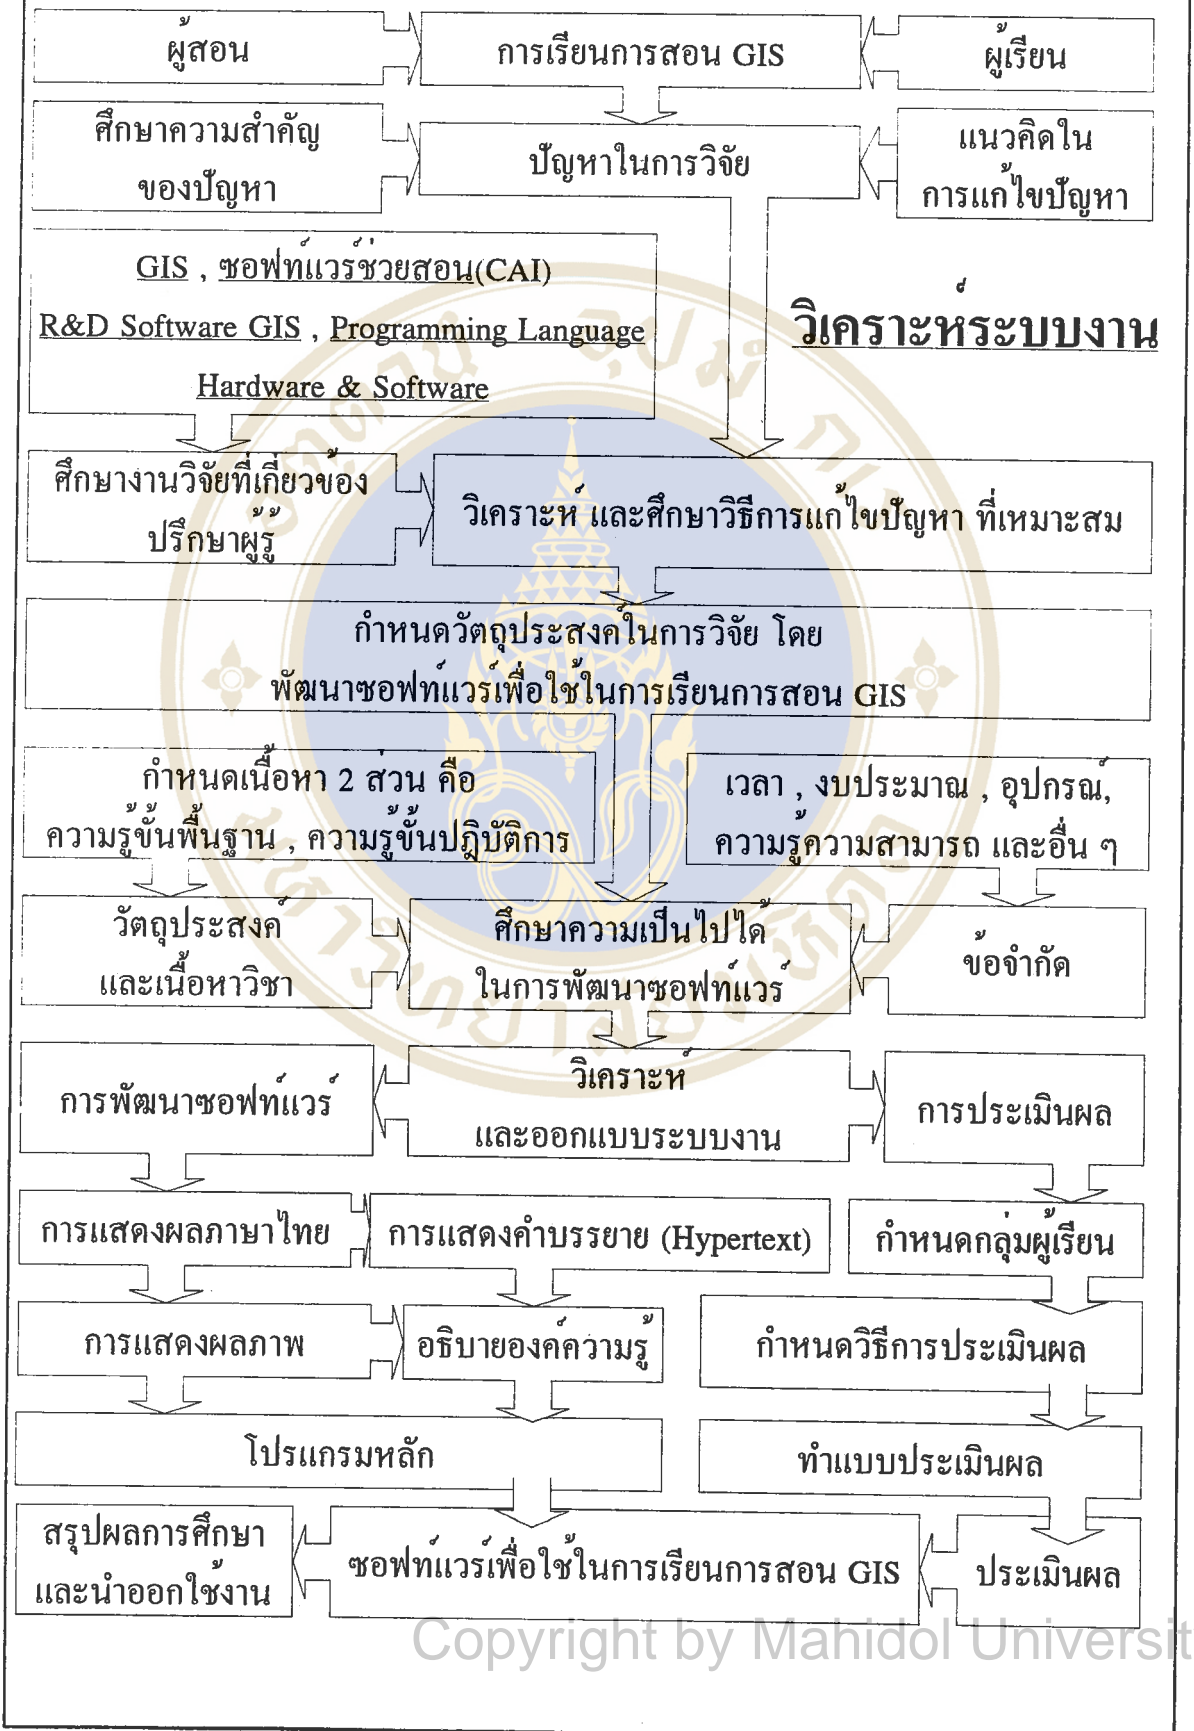 ผู้สอน
การเรียนการสอน GIS
ผู้เรียน
ศึกษาความสำคัญ
ของปัญหา
ปัญหาในการวิจัย
แนวคิดใน
การแก้ไขปัญหา
GIS , ซอฟท์แวร์ช่วยสอน(CAI)
R&D Software GIS , Programming Language
Hardware & Software
วิเคราะห์ระบบงาน
ศึกษางานวิจัยที่เกี่ยวข้อง
ปรึกษาผู้รู้
วิเคราะห์ และศึกษาวิธีการแก้ไขปัญหา ที่เหมาะสม
กำหนดวัตถุประสงค์ในการวิจัย โดย
พัฒนาซอฟท์แวร์เพื่อใช้ในการเรียนการสอน GIS
กำหนดเนื้อหา 2 ส่วน คือ
ความรู้ขั้นพื้นฐาน , ความรู้ขั้นปฏิบัติการ
เวลา , งบประมาณ , อุปกรณ์,
ความรู้ความสามารถ และอื่น ๆ
วัตถุประสงค์
และเนื้อหาวิชา
ศึกษาความเป็นไปได้
ในการพัฒนาซอฟท์แวร์
ข้อจำกัด
การพัฒนาซอฟท์แวร์
วิเคราะห์
และออกแบบระบบงาน
การประเมินผล
การแสดงผลภาษาไทย
การแสดงคำบรรยาย (Hypertext)
กำหนดกลุ่มผู้เรียน
การแสดงผลภาพ
อธิบายองค์ความรู้
กำหนดวิธีการประเมินผล
โปรแกรมหลัก
ทำแบบประเมินผล
สรุปผลการศึกษา
และนำออกใช้งาน
ซอฟท์แวร์เพื่อใช้ในการเรียนการสอน GIS
ประเมินผล
Copyright by Mahidol Universit